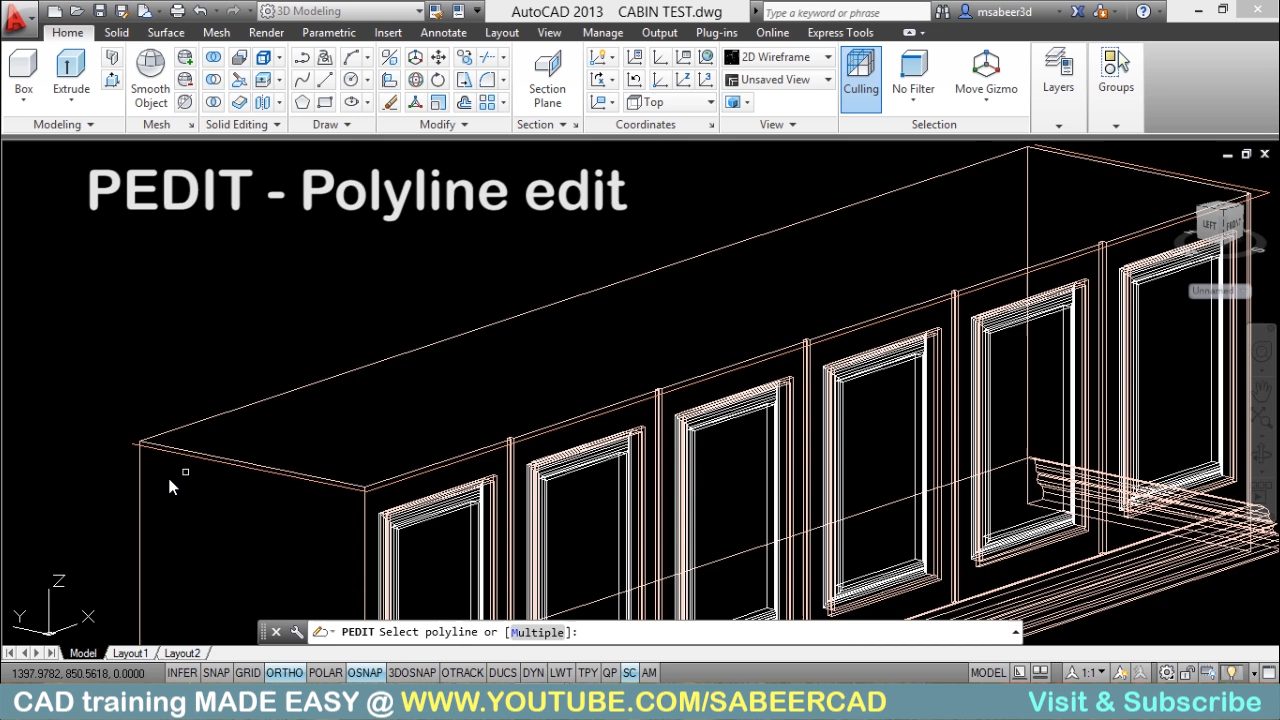 3D Modeling
AutoCAD 2013 CABIN TEST.dwg
Type a keyword or phrase
msabeer3d
Home Solid Surface Mesh Render Parametric Insert Annotate Layout View Manage Output Plug-ins Online Express Tools
Box Extrude Smooth Object Section Plane
2D Wireframe
Unsaved View
Top
Culling No Filter Move Gizmo Layers Groups
Modeling Mesh Solid Editing Draw Modify Section Coordinates View Selection
PEDIT - Polyline edit
LEFT
Unnamed
Z
Y X
PEDIT Select polyline or [Multiple]:
Model Layout1 Layout2
1397.9782, 850.5618, 0.0000 INFER SNAP GRID ORTHO POLAR OSNAP 3DOSNAP OTRACK DUCS DYN LWT TPY QP SC AM MODEL 1:1
CAD training MADE EASY @ WWW.YOUTUBE.COM/SABEERCAD Visit & Subscribe